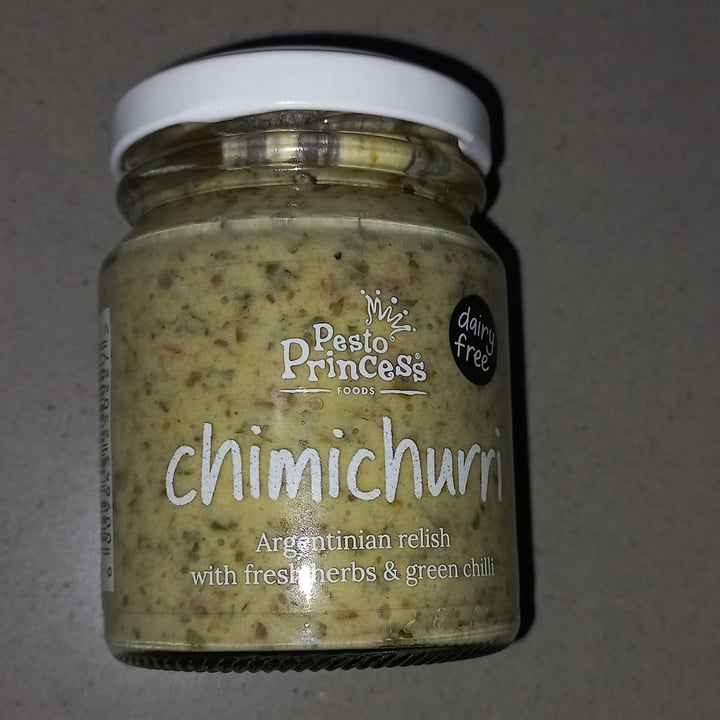 Pesto
Princess®
FOODS
dairy
free
chimichurri
Argentinian relish
with fresh herbs & green chilli